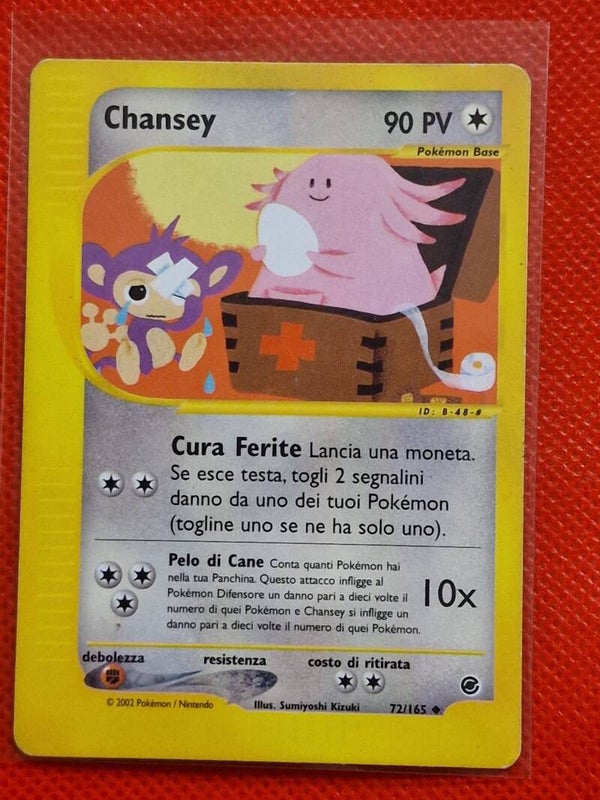 Chansey 90 PV
Pokémon Base
ID: B-48-#
Cura Ferite Lancia una moneta.
Se esce testa, togli 2 segnalini
danno da uno dei tuoi Pokémon
(togline uno se ne ha solo uno).
Pelo di Cane Conta quanti Pokémon hai
nella tua Panchina. Questo attacco infligge al
Pokémon Difensore un danno pari a dieci volte il
numero di quei Pokémon e Chansey si infligge un
danno pari a dieci volte il numero di quei Pokémon.
10x
debolezza resistenza costo di ritirata
© 2002 Pokémon / Nintendo Illus. Sumiyoshi Kizuki 72/165